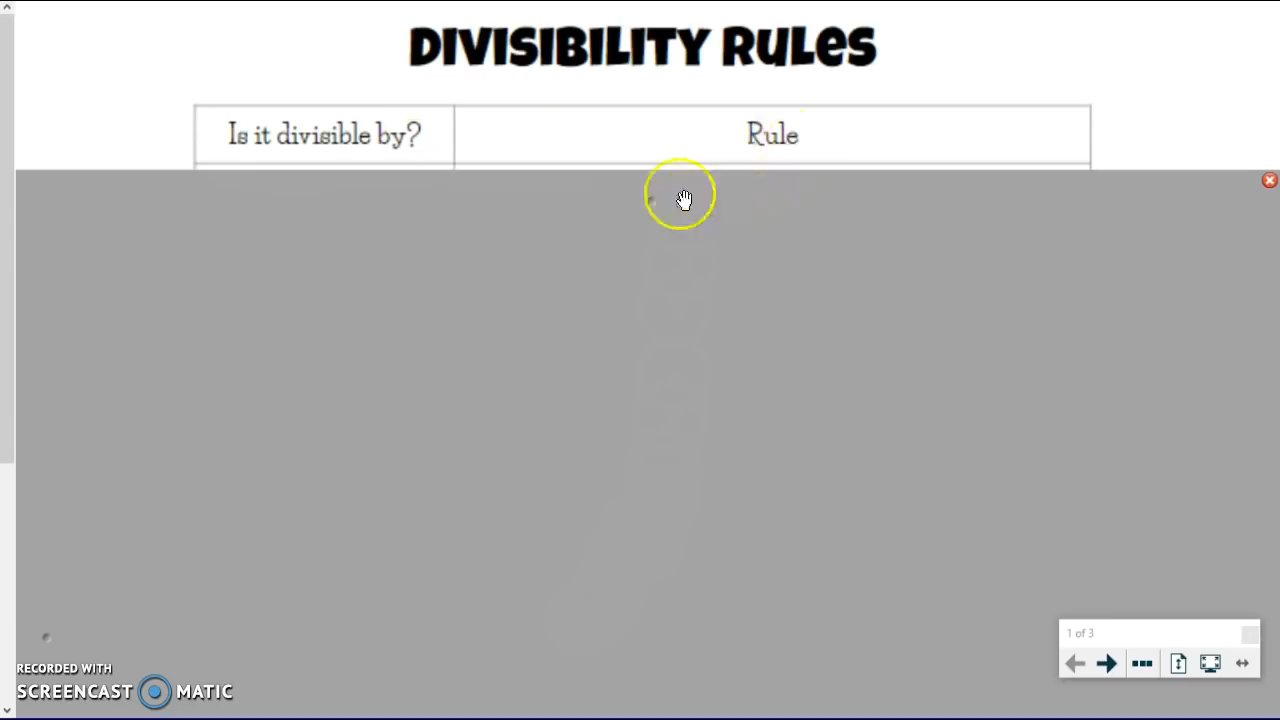 DIVISIBILITY RULES
Is it divisible by?
Rule
1 of 3
RECORDED WITH
SCREENCAST MATIC